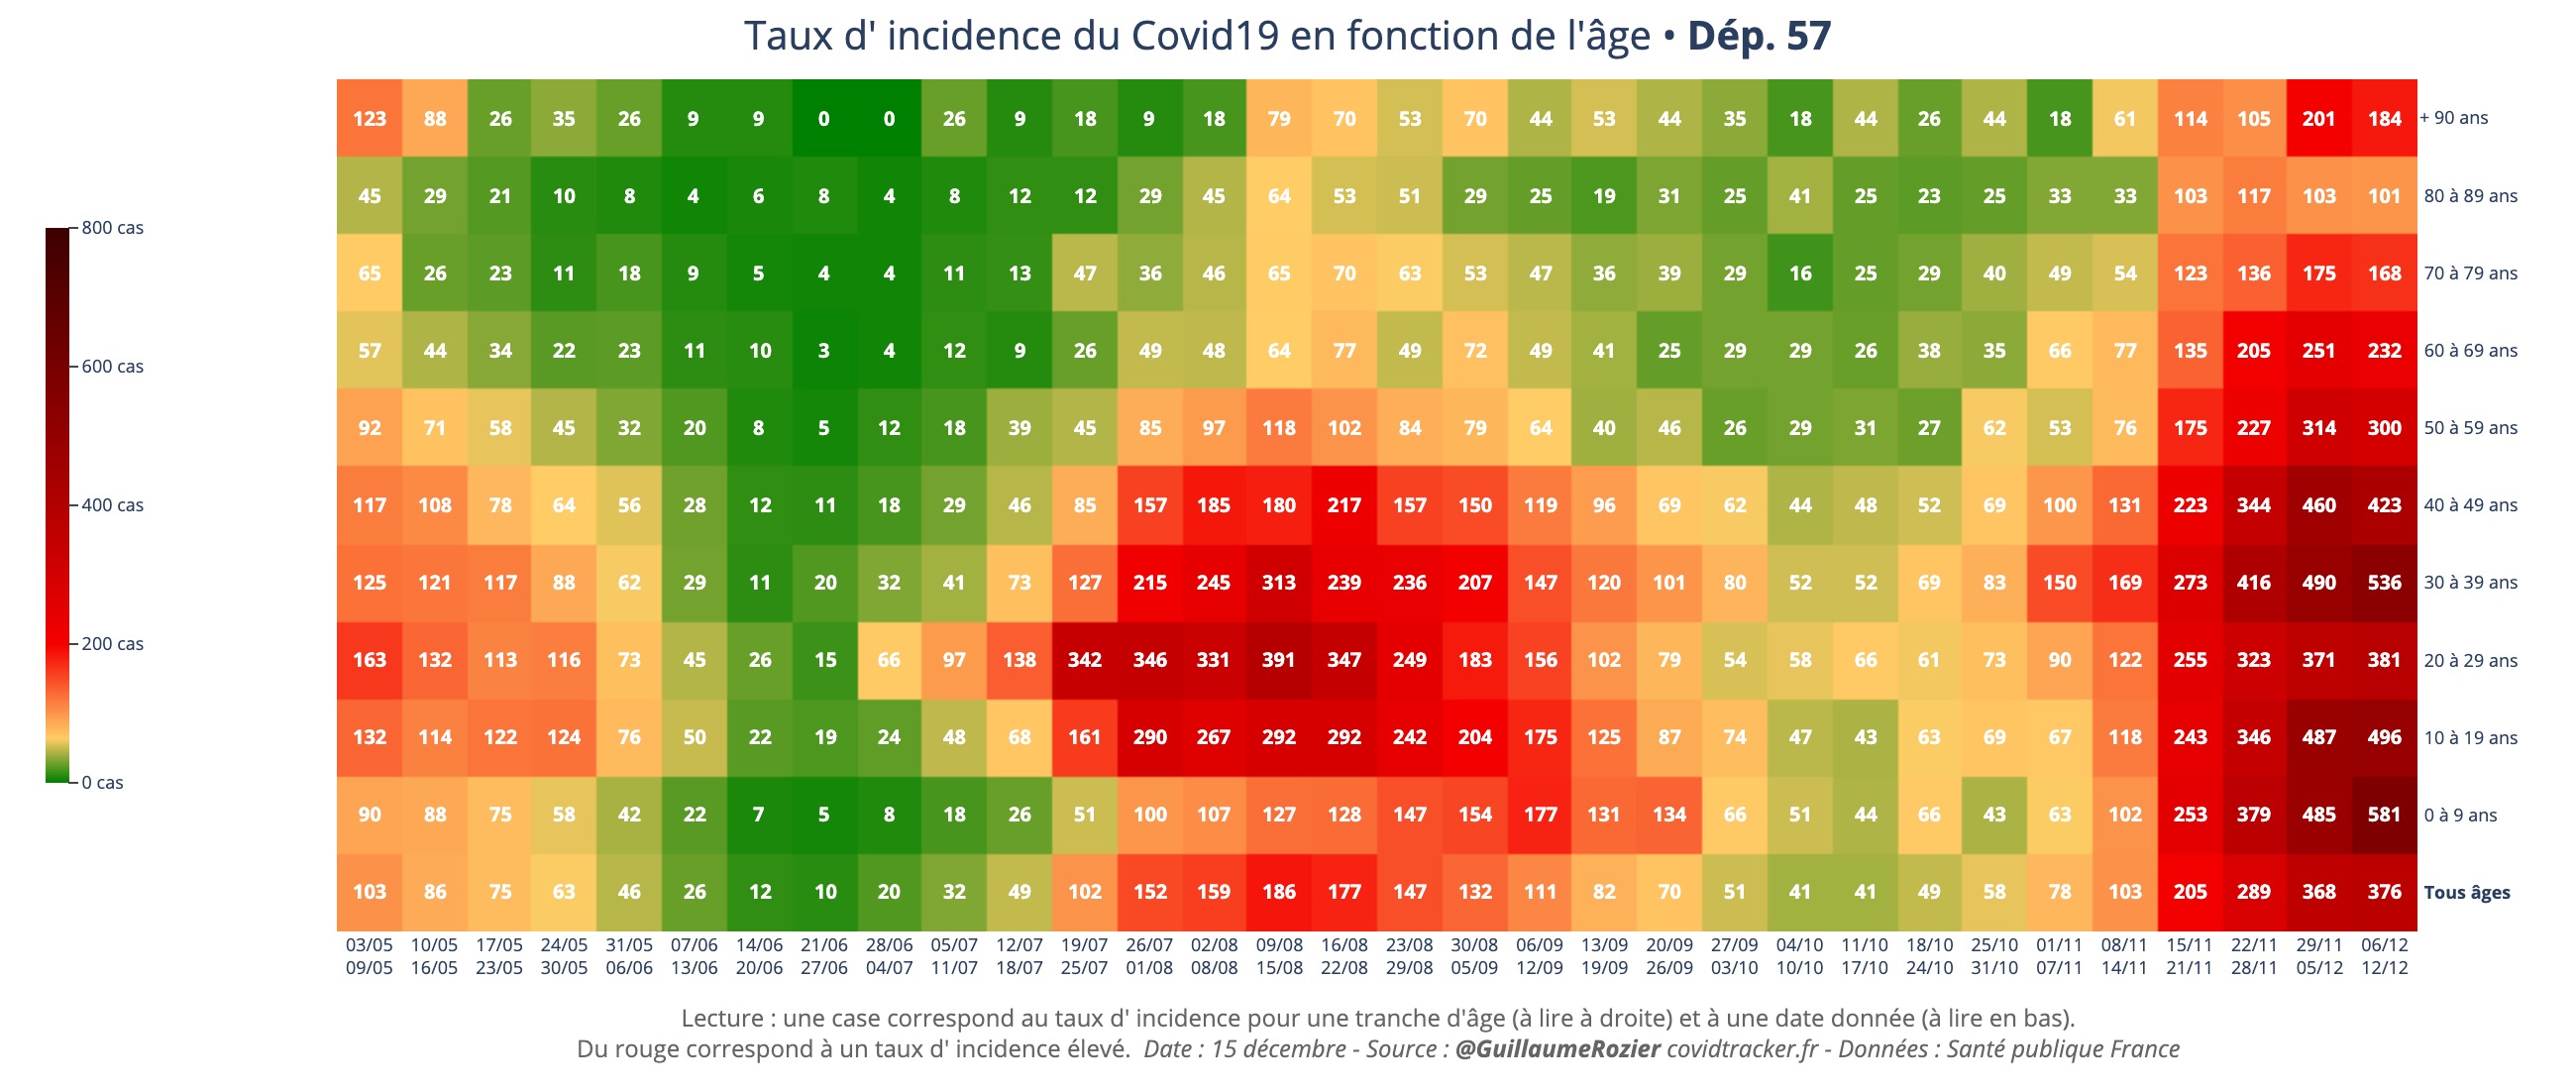 Taux d' incidence du Covid19 en fonction de l'âge • Dép. 57
123 88 26 35 26 9 9 0 0 26 9 18 9 18 79 70 53 70 44 53 44 35 18 44 26 44 18 61 114 105 201 184 + 90 ans
45 29 21 10 8 4 6 8 4 8 12 12 29 45 64 53 51 29 25 19 31 25 41 25 23 25 33 33 103 117 103 101 80 à 89 ans
800 cas
65 26 23 11 18 9 5 4 4 11 13 47 36 46 65 70 63 53 47 36 39 29 16 25 29 40 49 54 123 136 175 168 70 à 79 ans
57 44 34 22 23 11 10 3 4 12 9 26 49 48 64 77 49 72 49 41 25 29 29 26 38 35 66 77 135 205 251 232 60 à 69 ans
600 cas
92 71 58 45 32 20 8 5 12 18 39 45 85 97 118 102 84 79 64 40 46 26 29 31 27 62 53 76 175 227 314 300 50 à 59 ans
400 cas
117 108 78 64 56 28 12 11 18 29 46 85 157 185 180 217 157 150 119 96 69 62 44 48 52 69 100 131 223 344 460 423 40 à 49 ans
125 121 117 88 62 29 11 20 32 41 73 127 215 245 313 239 236 207 147 120 101 80 52 52 69 83 150 169 273 416 490 536 30 à 39 ans
200 cas
163 132 113 116 73 45 26 15 66 97 138 342 346 331 391 347 249 183 156 102 79 54 58 66 61 73 90 122 255 323 371 381 20 à 29 ans
132 114 122 124 76 50 22 19 24 48 68 161 290 267 292 292 242 204 175 125 87 74 47 43 63 69 67 118 243 346 487 496 10 à 19 ans
0 cas
90 88 75 58 42 22 7 5 8 18 26 51 100 107 127 128 147 154 177 131 134 66 51 44 66 43 63 102 253 379 485 581 0 à 9 ans
103 86 75 63 46 26 12 10 20 32 49 102 152 159 186 177 147 132 111 82 70 51 41 41 49 58 78 103 205 289 368 376 Tous âges
03/05 10/05 17/05 24/05 31/05 07/06 14/06 21/06 28/06 05/07 12/07 19/07 26/07 02/08 09/08 16/08 23/08 30/08 06/09 13/09 20/09 27/09 04/10 11/10 18/10 25/10 01/11 08/11 15/11 22/11 29/11 06/12
09/05 16/05 23/05 30/05 06/06 13/06 20/06 27/06 04/07 11/07 18/07 25/07 01/08 08/08 15/08 22/08 29/08 05/09 12/09 19/09 26/09 03/10 10/10 17/10 24/10 31/10 07/11 14/11 21/11 28/11 05/12 12/12
Lecture : une case correspond au taux d' incidence pour une tranche d'âge (à lire à droite) et à une date donnée (à lire en bas).
Du rouge correspond à un taux d' incidence élevé. Date : 15 décembre - Source : @GuillaumeRozier covidtracker.fr - Données : Santé publique France